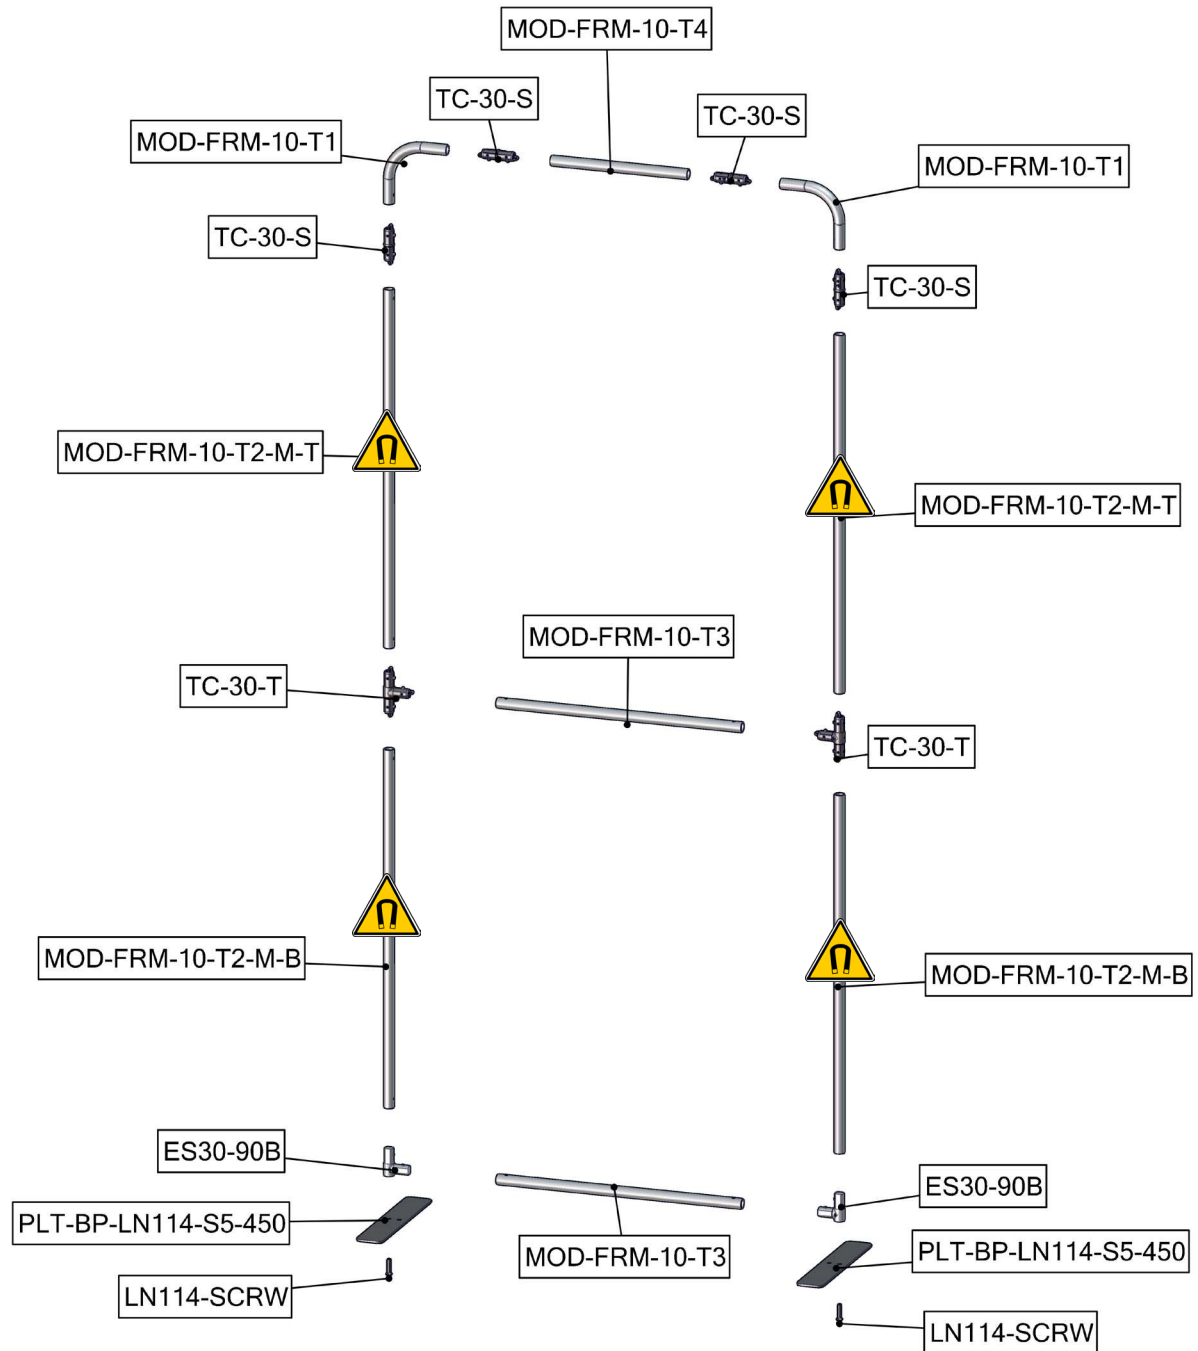 MOD-FRM-10-T4
TC-30-S
TC-30-S
MOD-FRM-10-T1
MOD-FRM-10-T1
TC-30-S
TC-30-S
MOD-FRM-10-T2-M-T
MOD-FRM-10-T2-M-T
MOD-FRM-10-T3
TC-30-T
TC-30-T
MOD-FRM-10-T2-M-B
MOD-FRM-10-T2-M-B
ES30-90B
ES30-90B
PLT-BP-LN114-S5-450
MOD-FRM-10-T3
PLT-BP-LN114-S5-450
LN114-SCRW
LN114-SCRW